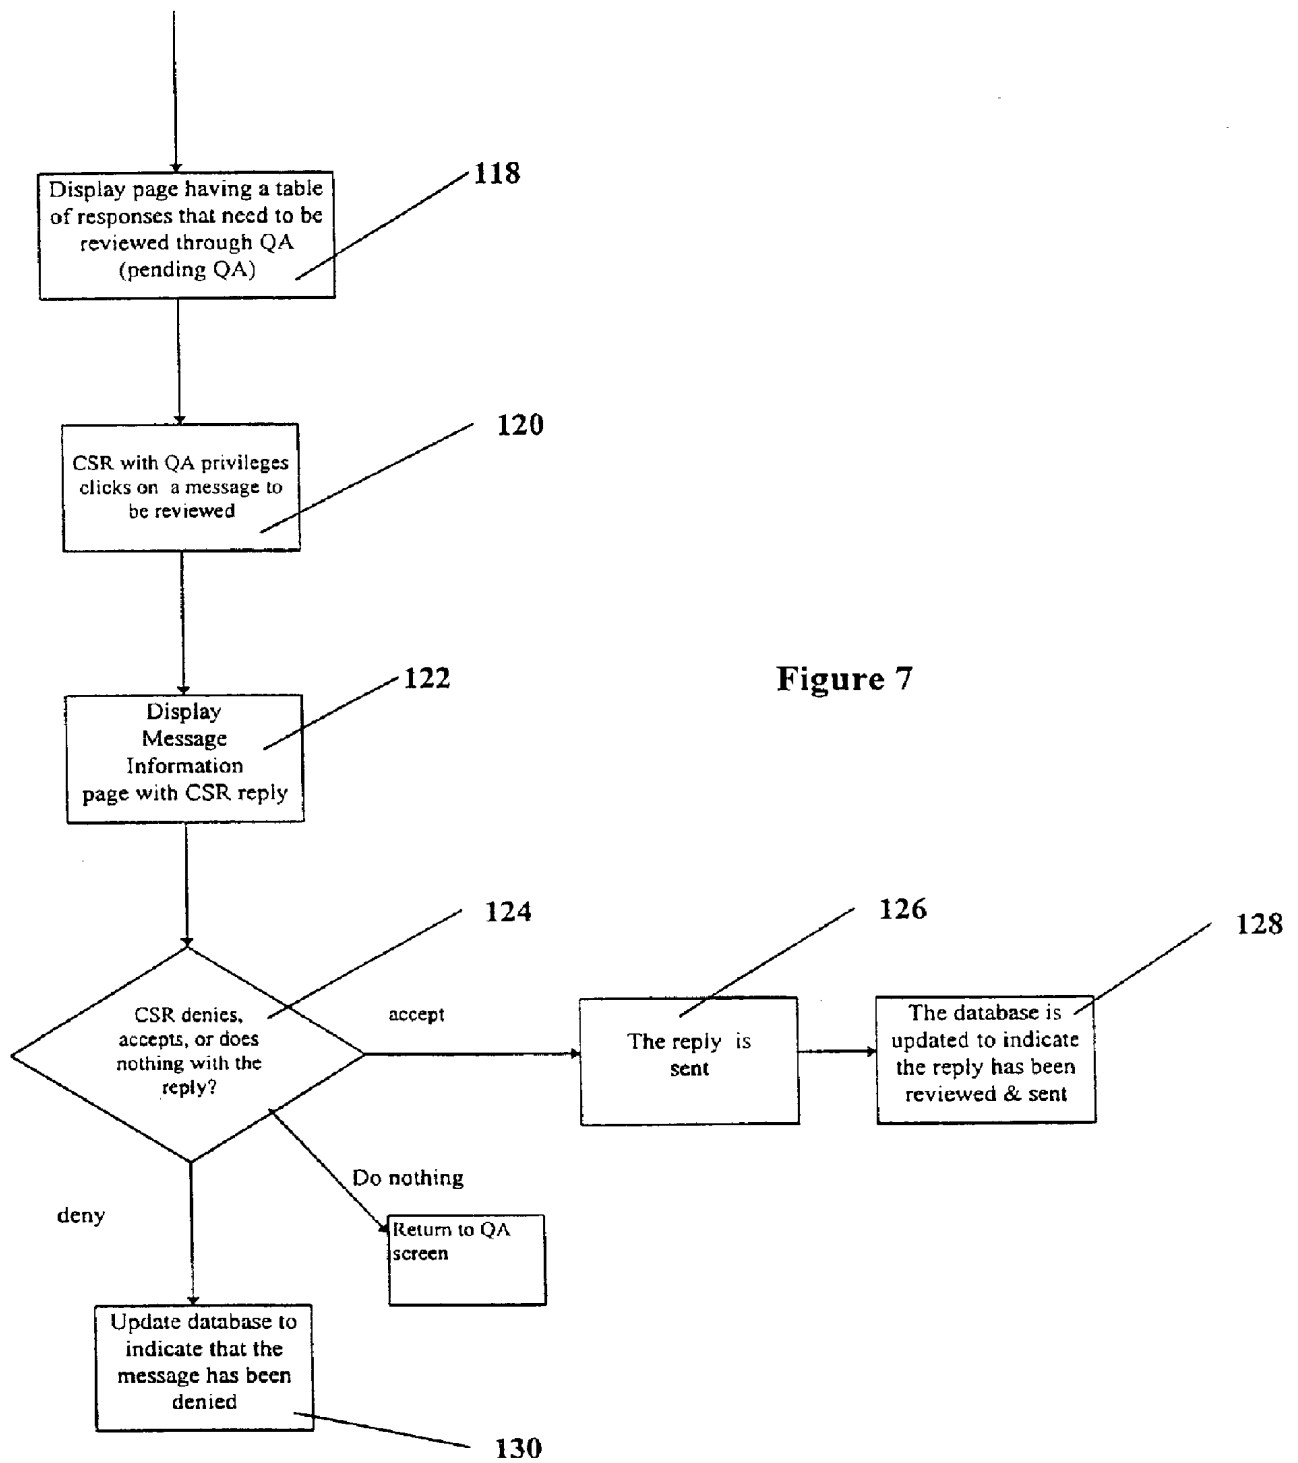 118
Display page having a table
of responses that need to be
reviewed through QA
(pending QA)
120
CSR with QA privileges
clicks on a message to
be reviewed
122
Display
Message
Information
page with CSR reply
Figure 7
124
CSR denies,
accepts, or does
nothing with the
reply?
accept
126
The reply is
sent
128
The database is
updated to indicate
the reply has been
reviewed & sent
Do nothing
Return to QA
screen
deny
Update database to
indicate that the
message has been
denied
130